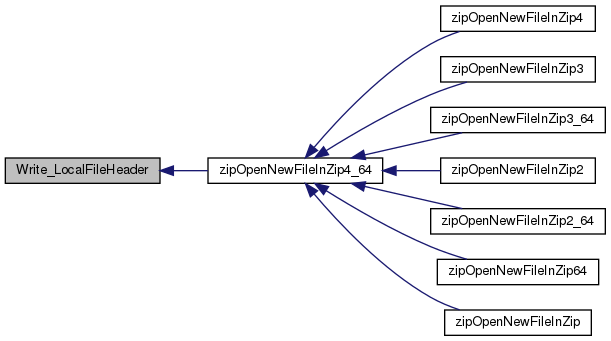 zipOpenNewFileInZip4
zipOpenNewFileInZip3
zipOpenNewFileInZip3_64
Write_LocalFileHeader
zipOpenNewFileInZip4_64
zipOpenNewFileInZip2
zipOpenNewFileInZip2_64
zipOpenNewFileInZip64
zipOpenNewFileInZip